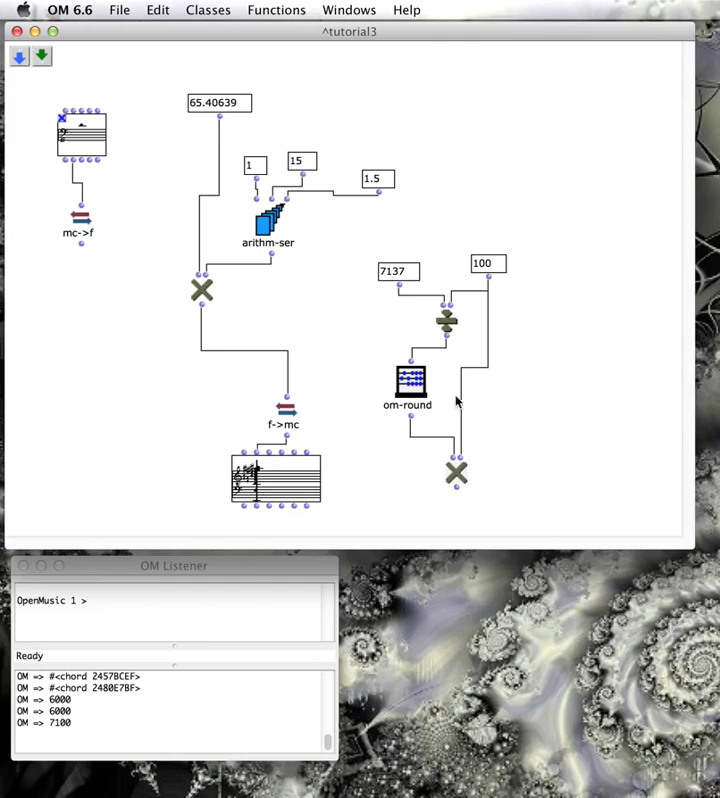 OM 6.6 File Edit Classes Functions Windows Help
^tutorial3
65.40639
1
15
1.5
mc->f
arithm-ser
7137
100
om-round
f->mc
OM Listener
OpenMusic 1 >
Ready
OM => #<chord 2457BCEF>
OM => #<chord 2480E7BF>
OM => 6000
OM => 6000
OM => 7100